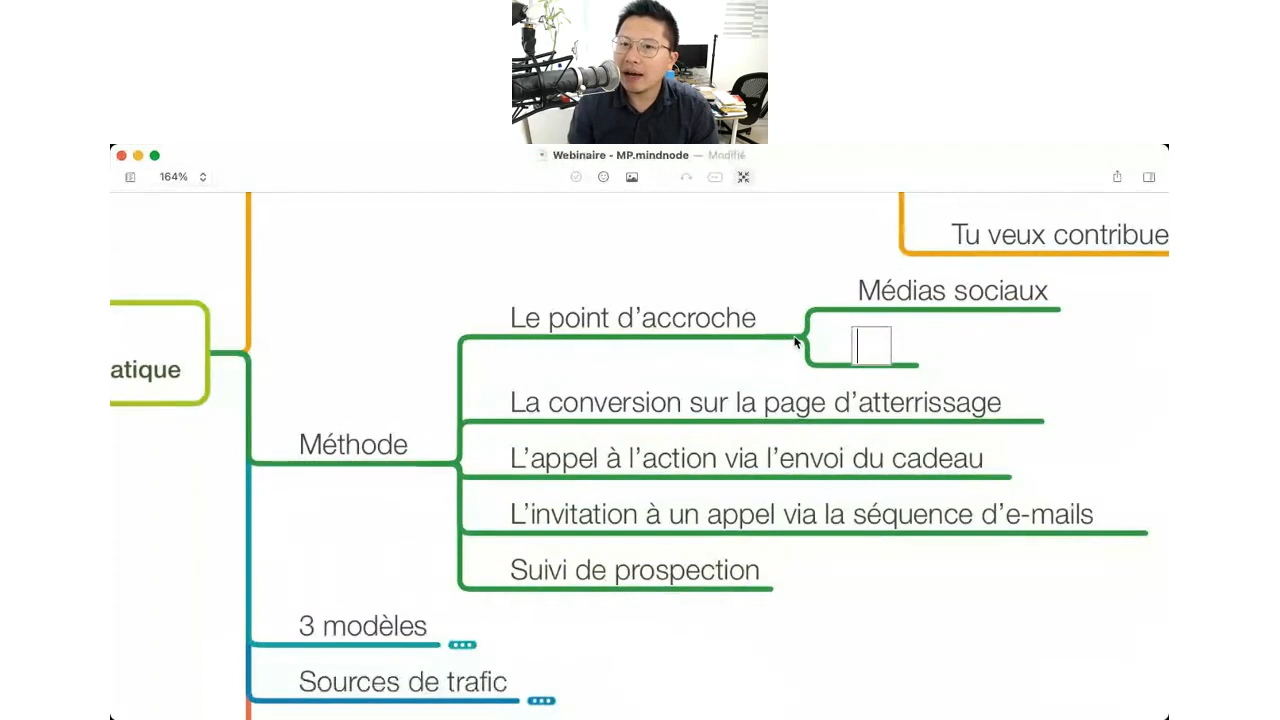 Webinaire - MP.mindnode — Modifié
164%
Tu veux contribue
Médias sociaux
Le point d’accroche
atique
La conversion sur la page d’atterrissage
Méthode
L’appel à l’action via l’envoi du cadeau
L’invitation à un appel via la séquence d’e-mails
Suivi de prospection
3 modèles
Sources de trafic